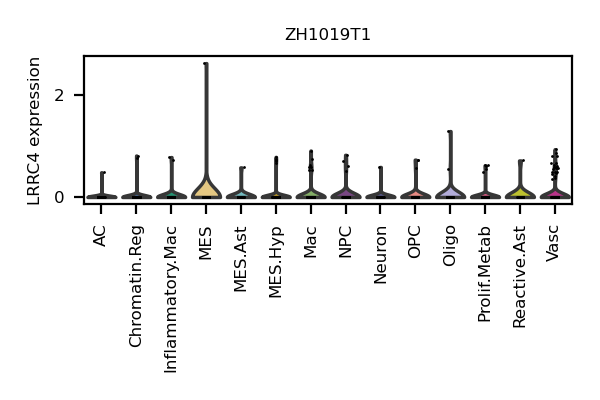 ZH1019T1
LRRC4 expression
2
0
AC
Chromatin.Reg
Inflammatory.Mac
MES
MES.Ast
MES.Hyp
Mac
NPC
Neuron
OPC
Oligo
Prolif.Metab
Reactive.Ast
Vasc